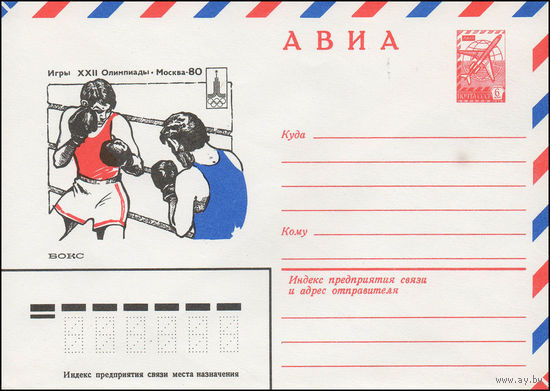 АВИА
Игры XXII Олимпиады • Москва-80
БОКС
Куда
Кому
Индекс предприятия связи
и адрес отправителя
Индекс предприятия связи места назначения
6
www.ay.by